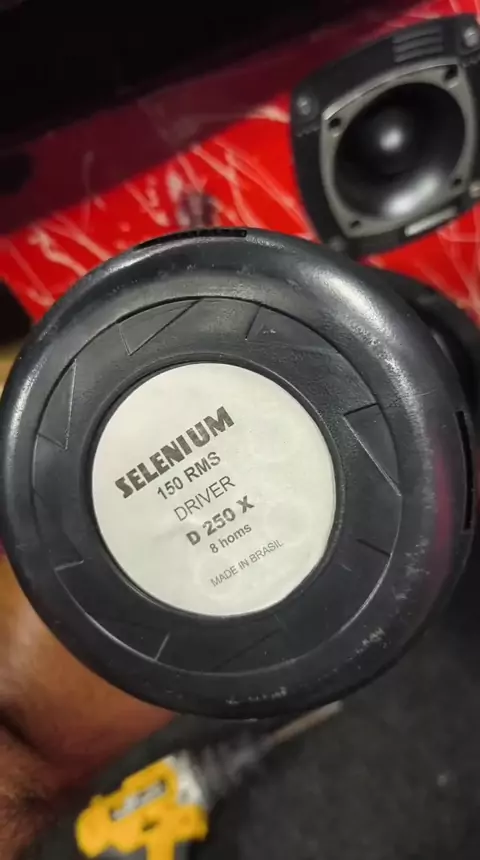 SELENIUM
150 RMS
DRIVER
D 250 X
8 homs
MADE IN BRASIL